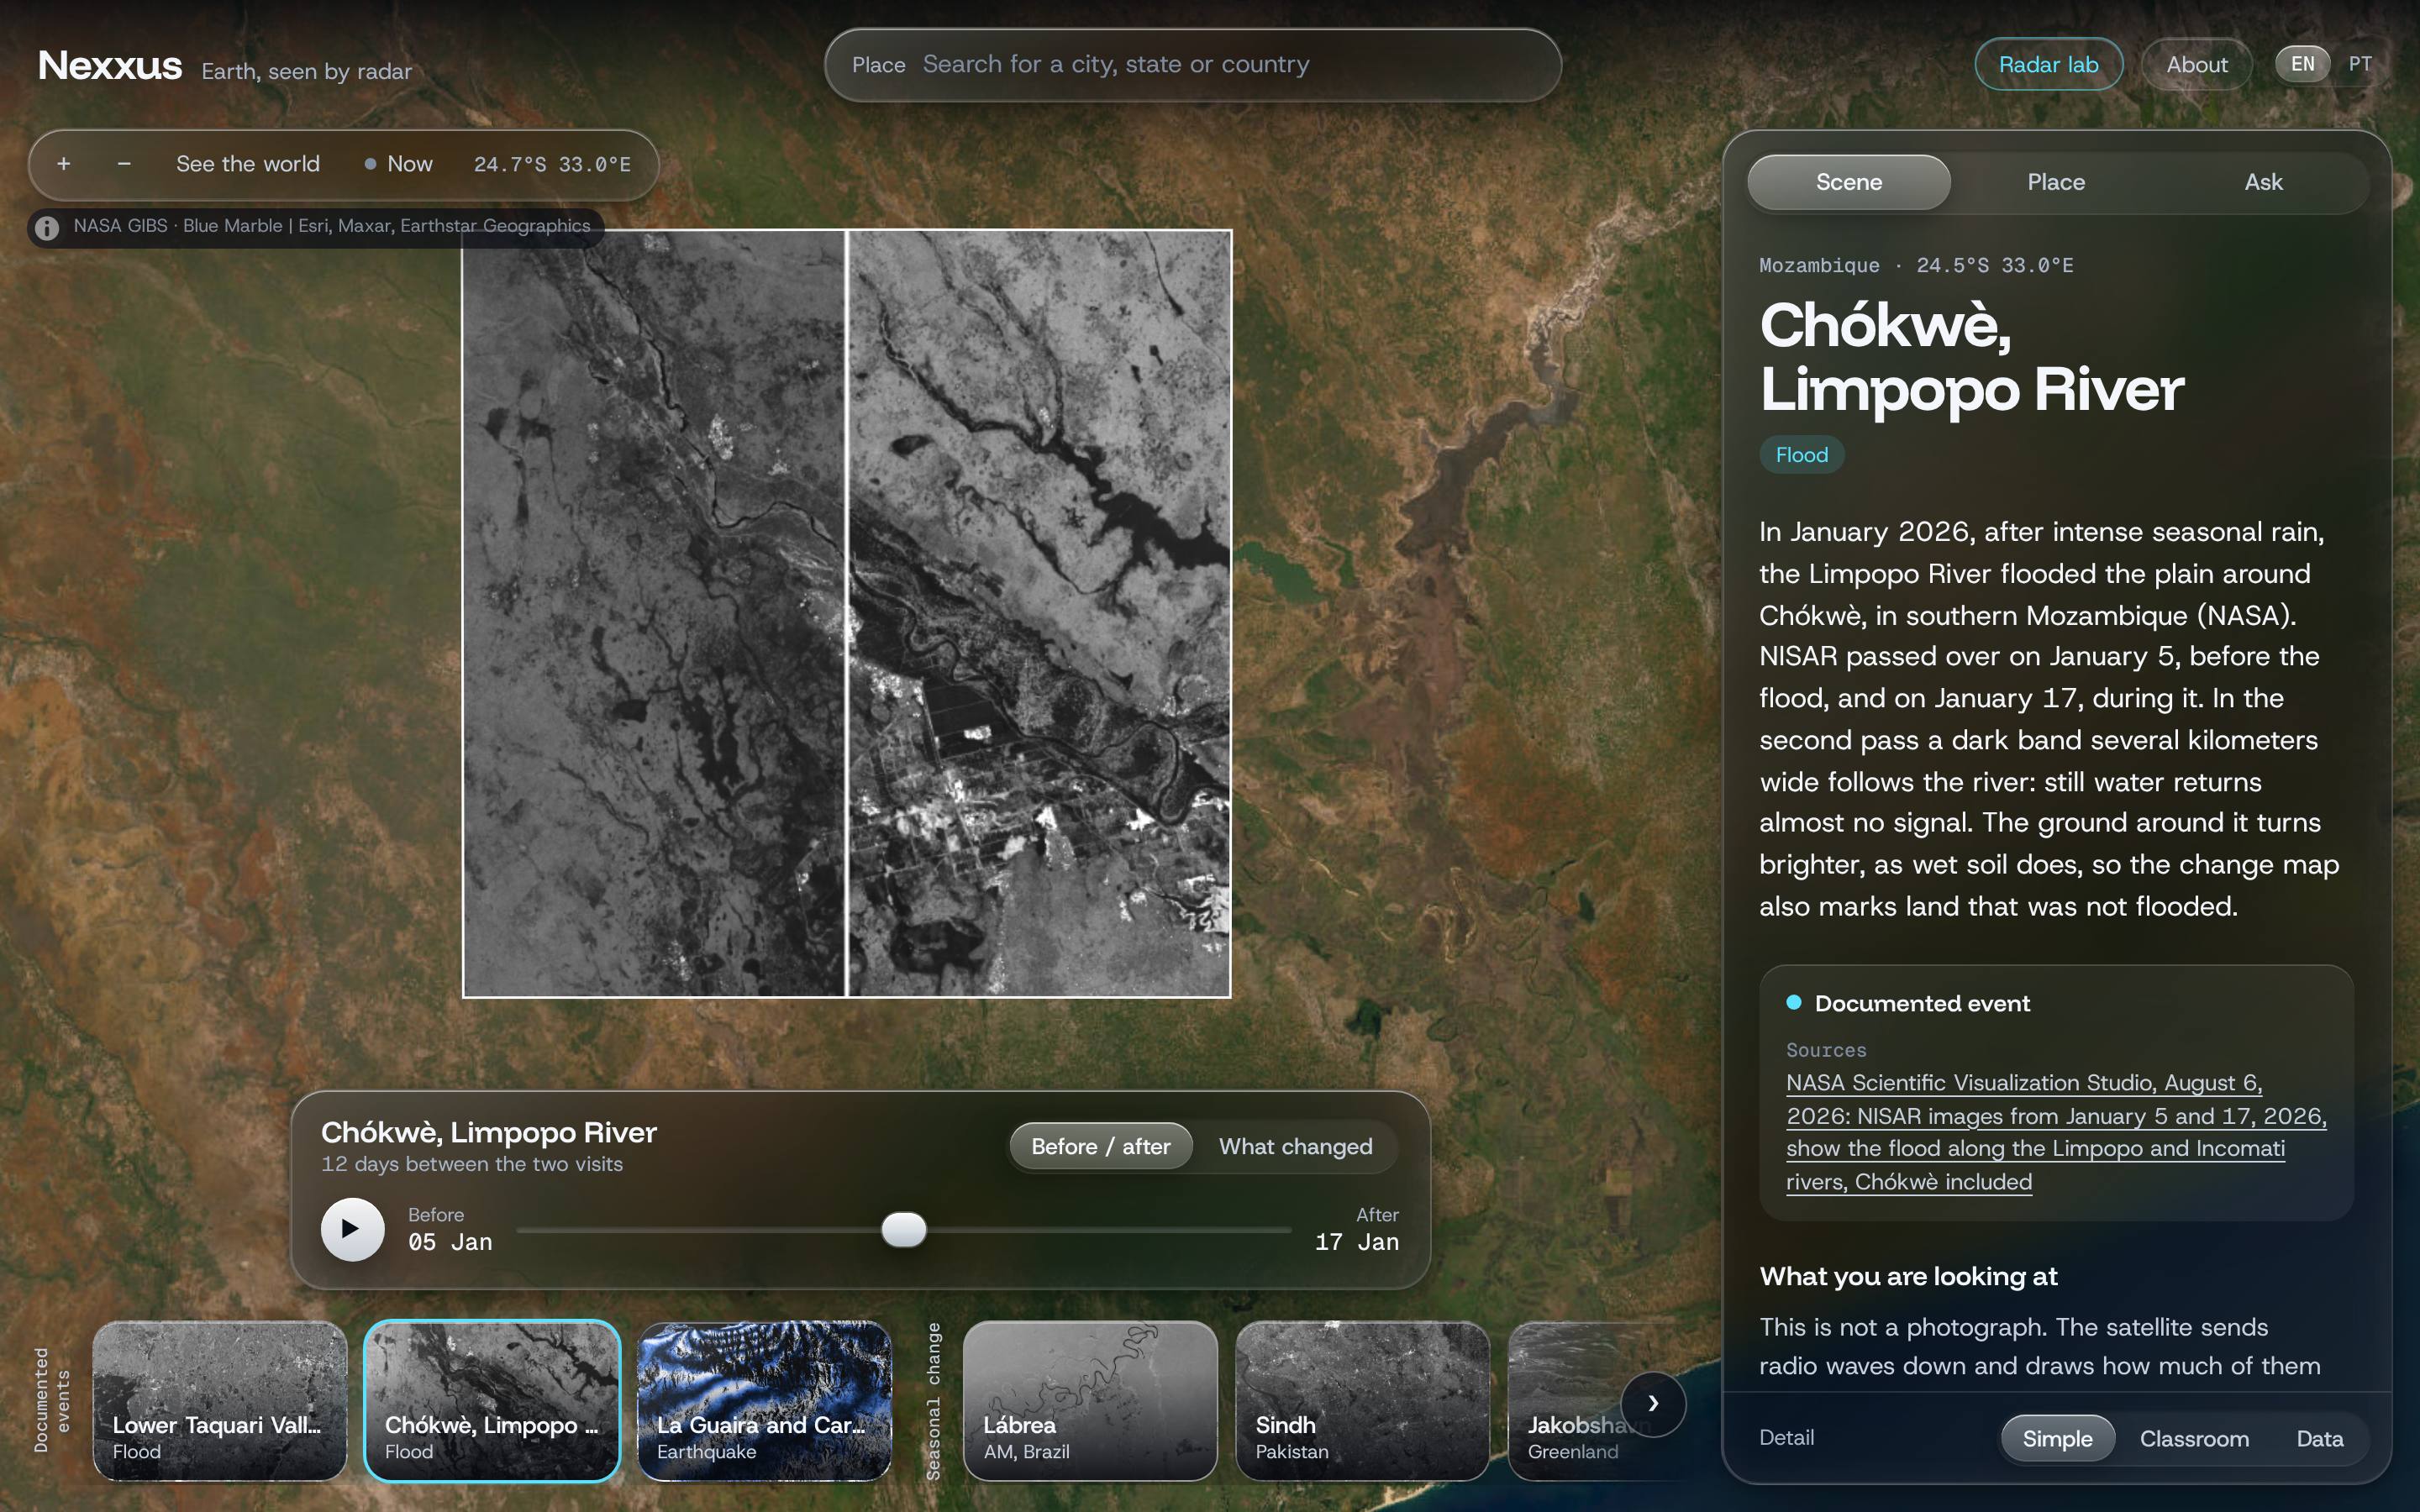 Nexxus Earth, seen by radar
Place Search for a city, state or country
Radar lab
About
EN PT
+ − See the world Now 24.7°S 33.0°E
NASA GIBS · Blue Marble | Esri, Maxar, Earthstar Geographics
Scene Place Ask
Mozambique · 24.5°S 33.0°E
Chókwè,
Limpopo River
Flood
In January 2026, after intense seasonal rain,
the Limpopo River flooded the plain around
Chókwè, in southern Mozambique (NASA).
NISAR passed over on January 5, before the
flood, and on January 17, during it. In the
second pass a dark band several kilometers
wide follows the river: still water returns
almost no signal. The ground around it turns
brighter, as wet soil does, so the change map
also marks land that was not flooded.
Documented event
Sources
NASA Scientific Visualization Studio, August 6,
2026: NISAR images from January 5 and 17, 2026,
show the flood along the Limpopo and Incomati
rivers, Chókwè included
What you are looking at
This is not a photograph. The satellite sends
radio waves down and draws how much of them
Detail Simple Classroom Data
Chókwè, Limpopo River
12 days between the two visits
Before / after What changed
Before
05 Jan
After
17 Jan
Documented
events
Lower Taquari Vall...
Flood
Chókwè, Limpopo ...
Flood
La Guaira and Car...
Earthquake
Seasonal change
Lábrea
AM, Brazil
Sindh
Pakistan
Jakobshavn
Greenland